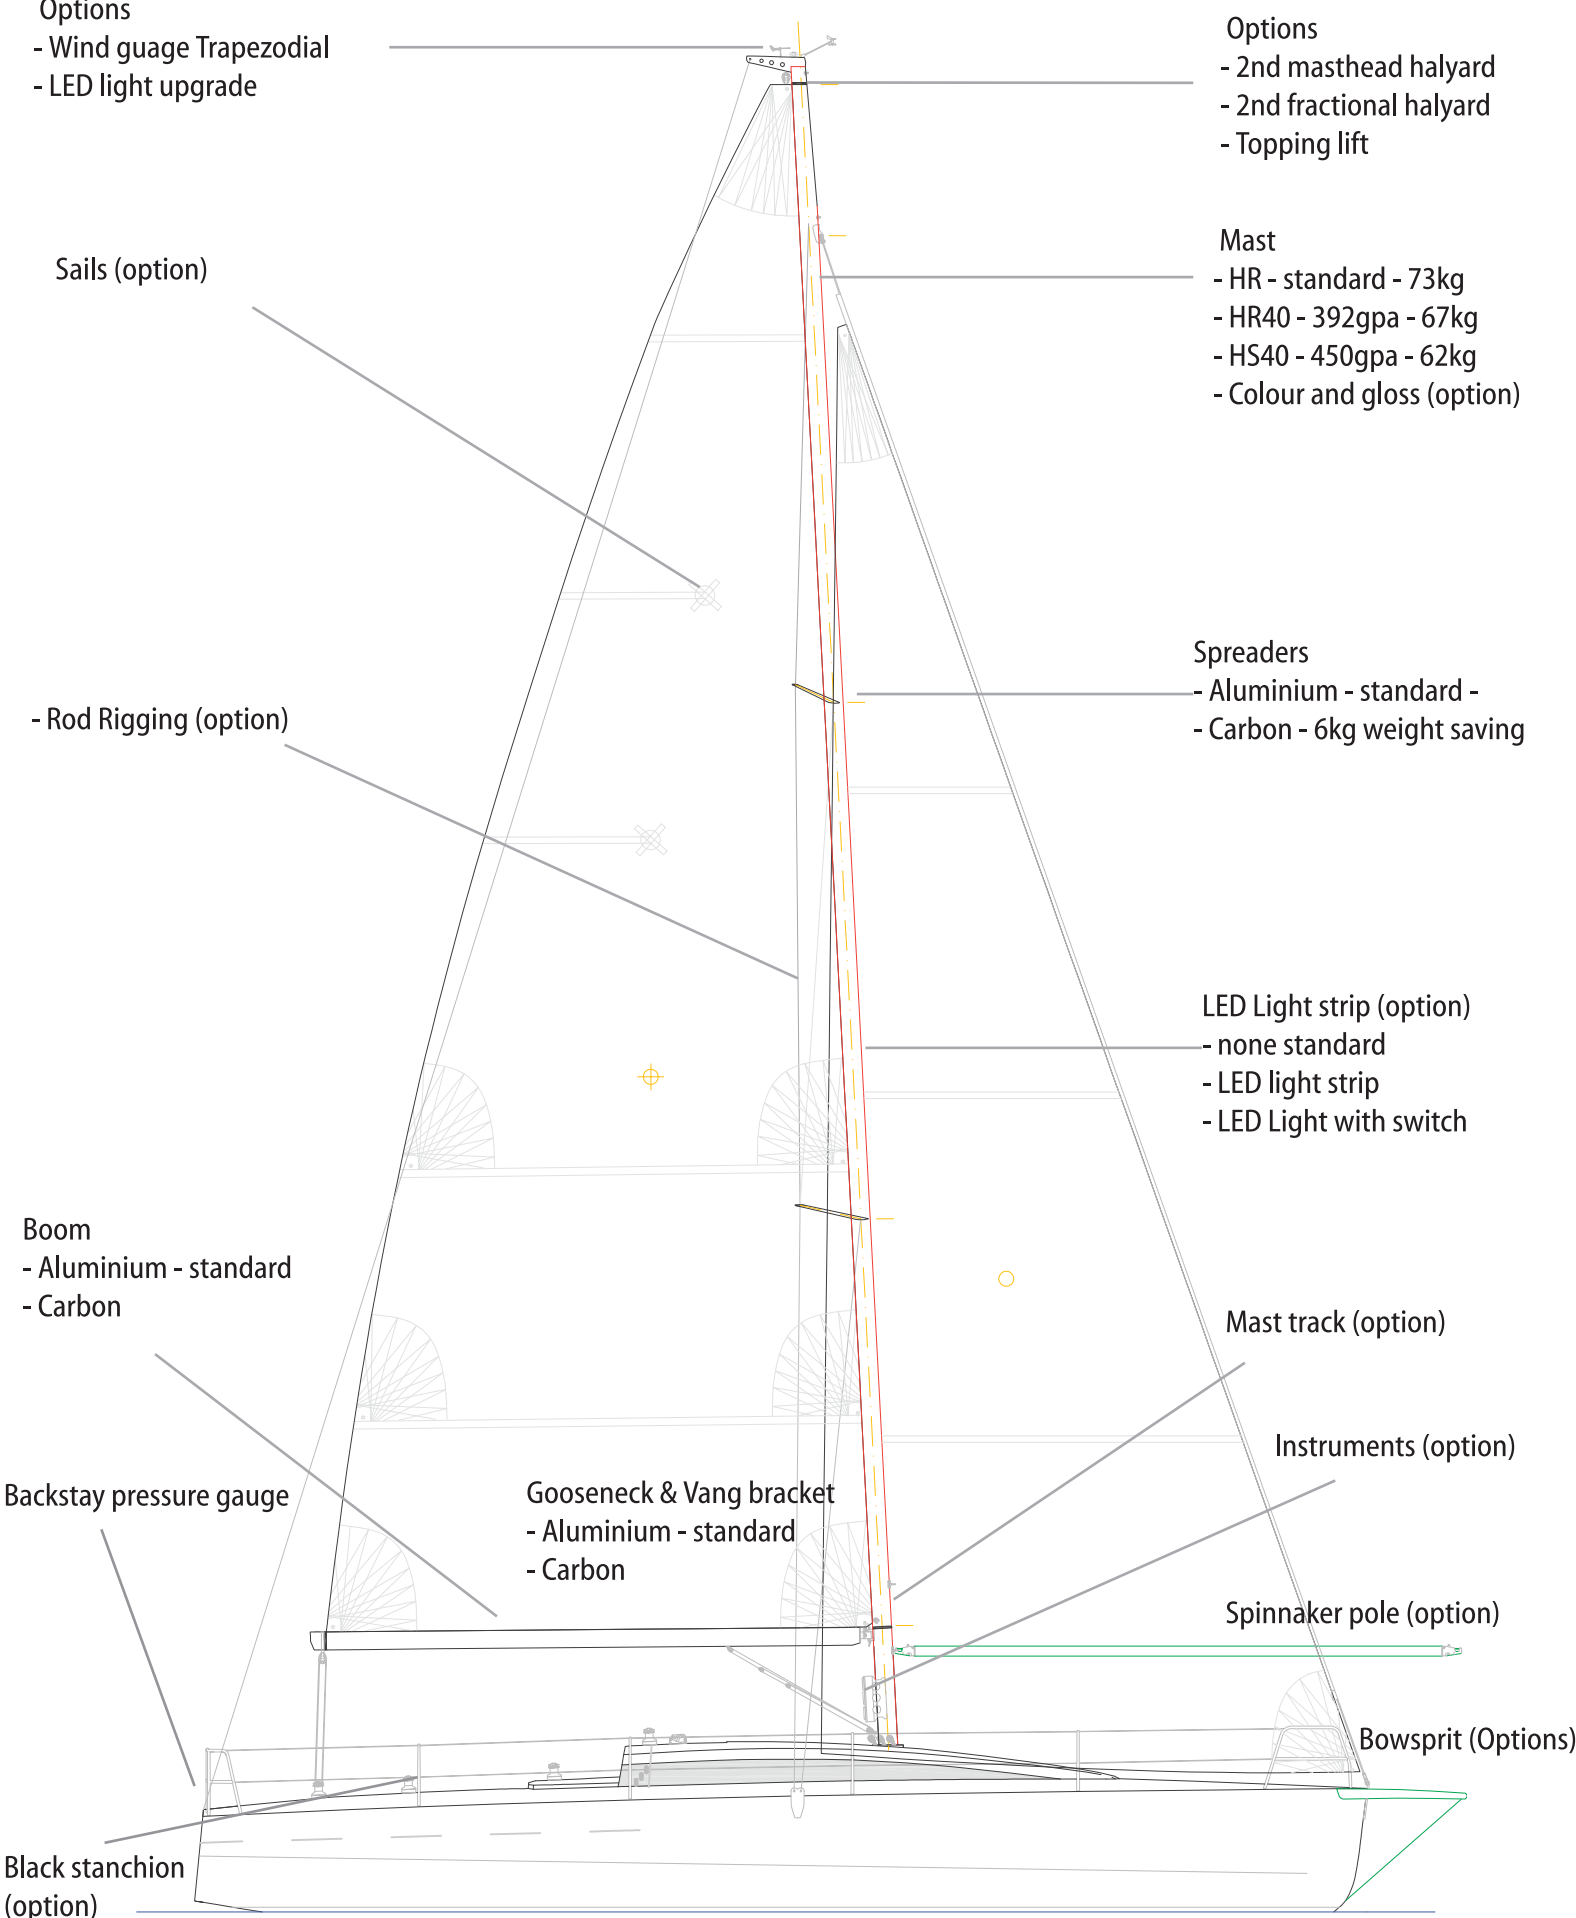 Options
- Wind guage Trapezodial
- LED light upgrade
Options
- 2nd masthead halyard
- 2nd fractional halyard
- Topping lift
Mast
- HR - standard - 73kg
- HR40 - 392gpa - 67kg
- HS40 - 450gpa - 62kg
- Colour and gloss (option)
Sails (option)
Spreaders
- Aluminium - standard -
- Carbon - 6kg weight saving
- Rod Rigging (option)
LED Light strip (option)
- none standard
- LED light strip
- LED Light with switch
Boom
- Aluminium - standard
- Carbon
Mast track (option)
Instruments (option)
Backstay pressure gauge
Gooseneck & Vang bracket
- Aluminium - standard
- Carbon
Spinnaker pole (option)
Bowsprit (Options)
Black stanchion
(option)